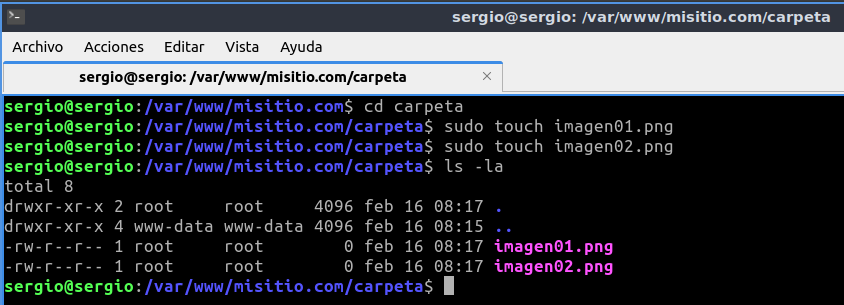 sergio@sergio: /var/www/misitio.com/carpeta
Archivo Acciones Editar Vista Ayuda
sergio@sergio: /var/www/misitio.com/carpeta ×
sergio@sergio:/var/www/misitio.com$ cd carpeta
sergio@sergio:/var/www/misitio.com/carpeta$ sudo touch imagen01.png
sergio@sergio:/var/www/misitio.com/carpeta$ sudo touch imagen02.png
sergio@sergio:/var/www/misitio.com/carpeta$ ls -la
total 8
drwxr-xr-x 2 root     root     4096 feb 16 08:17 .
drwxr-xr-x 4 www-data www-data 4096 feb 16 08:15 ..
-rw-r--r-- 1 root     root        0 feb 16 08:17 imagen01.png
-rw-r--r-- 1 root     root        0 feb 16 08:17 imagen02.png
sergio@sergio:/var/www/misitio.com/carpeta$